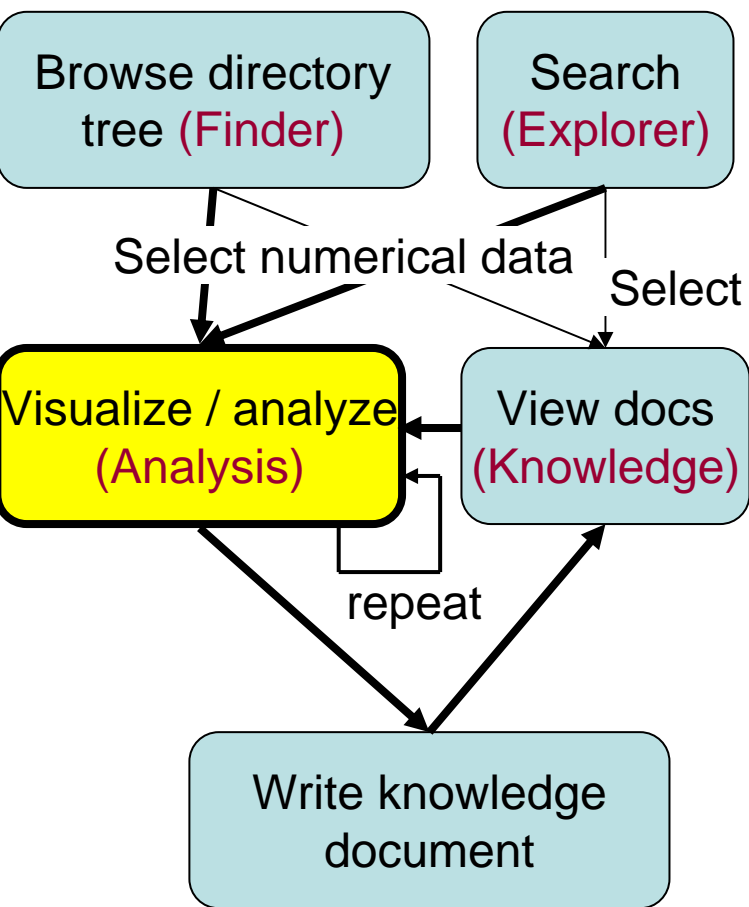 Browse directory
tree (Finder)
Search
(Explorer)
Select numerical data
Select
Visualize / analyze
(Analysis)
View docs
(Knowledge)
repeat
Write knowledge
document